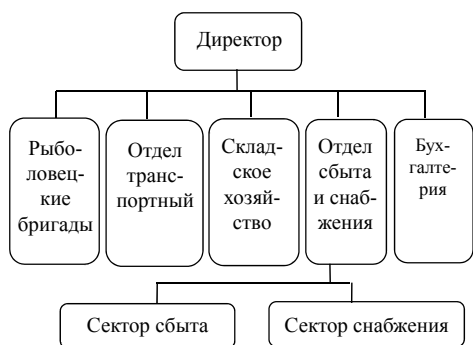 Директор
Рыбо-
ловец-
кие
бригады
Отдел
транс-
портный
Склад-
ское
хозяй-
ство
Отдел
сбыта
и снаб-
жения
Бух-
галте-
рия
Сектор сбыта
Сектор снабжения